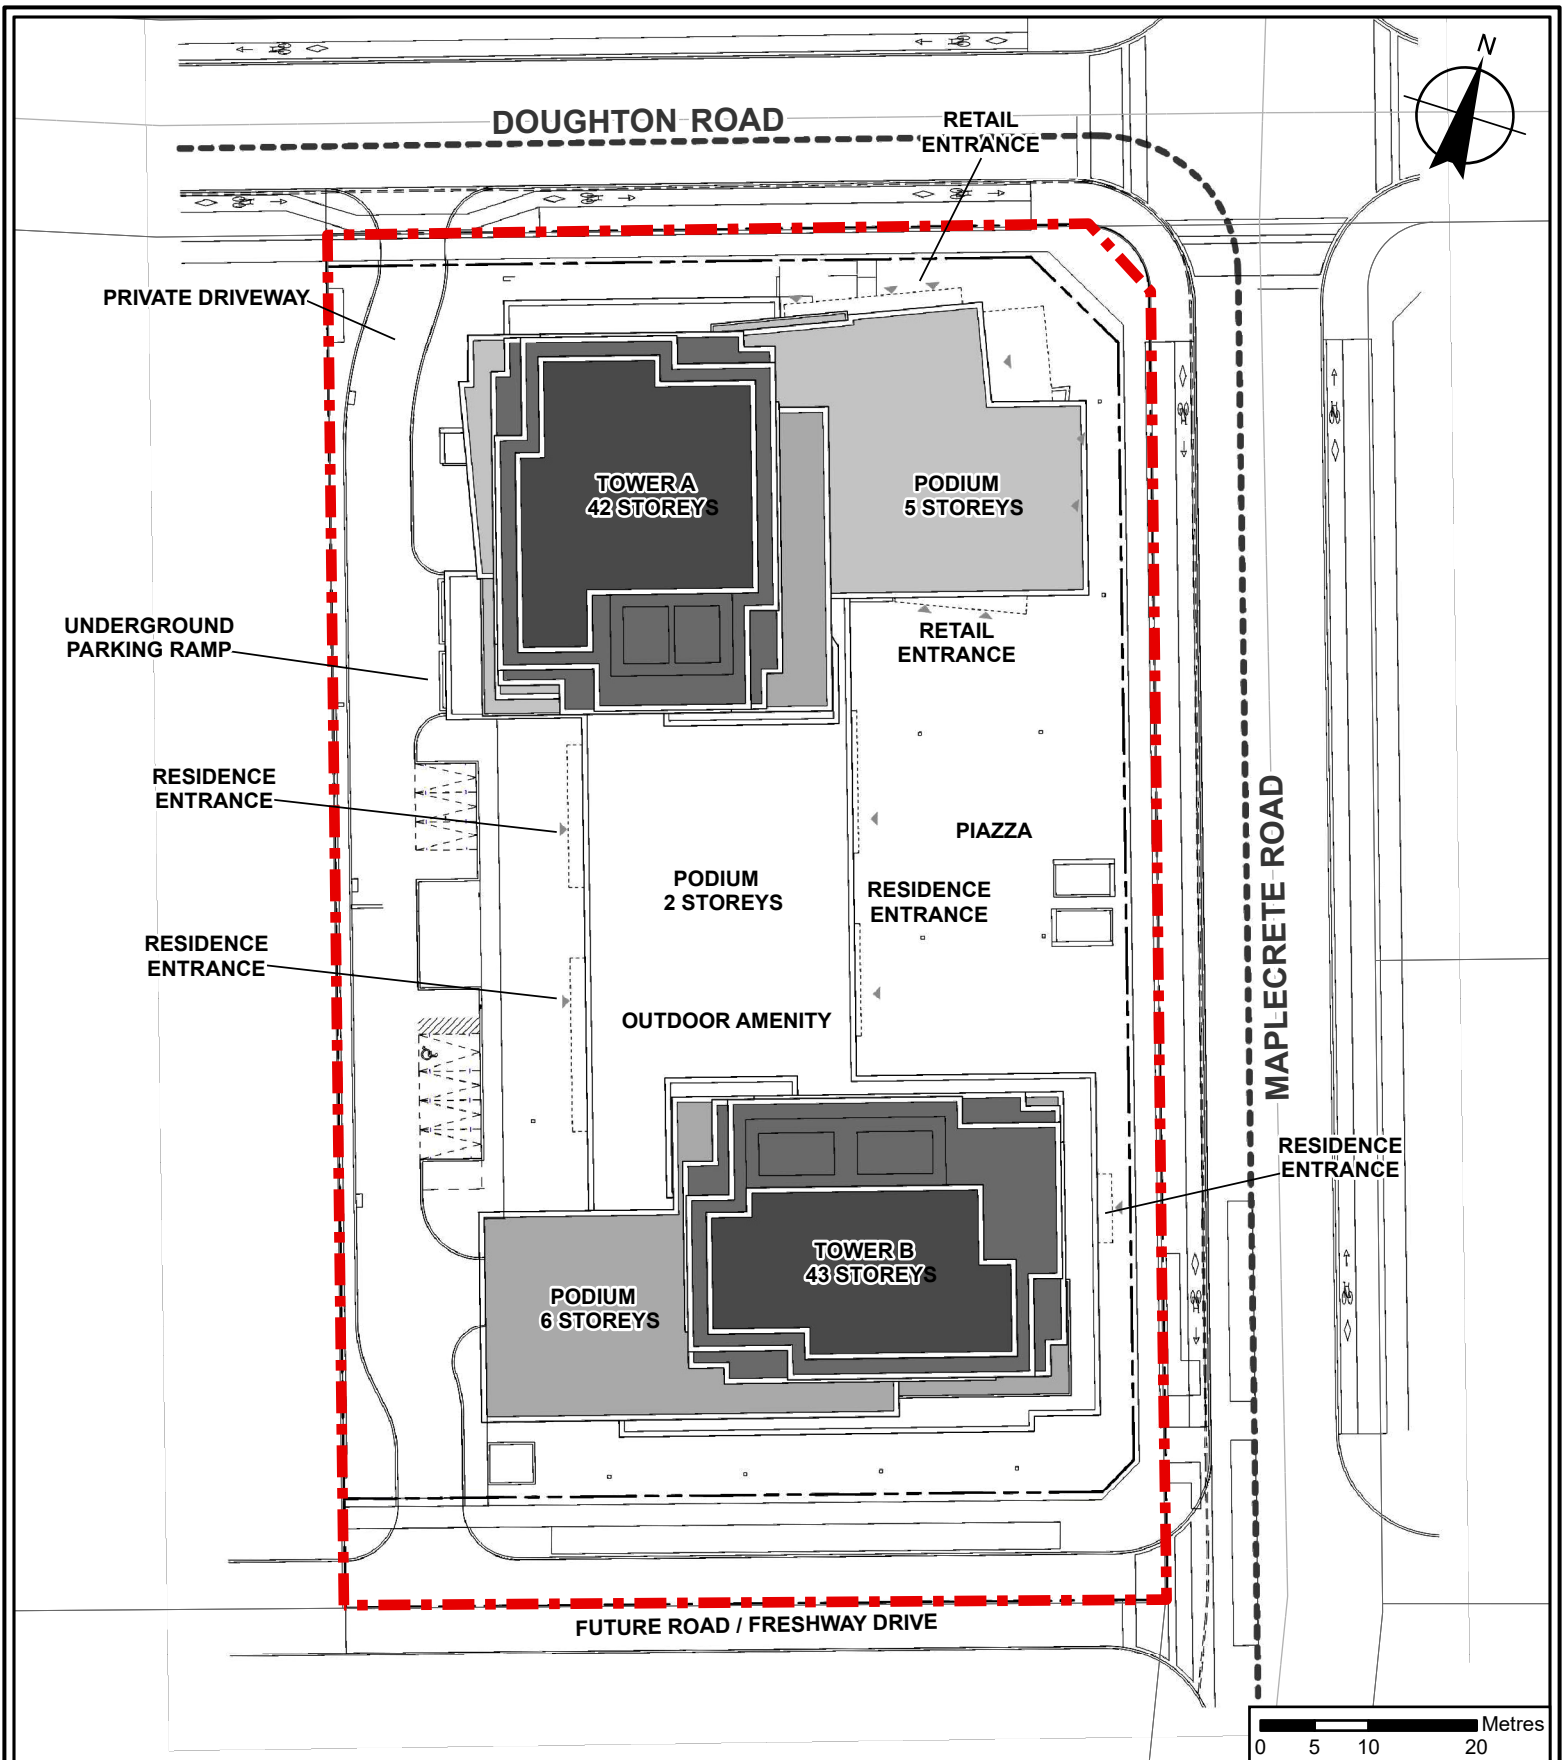 N
DOUGHTON ROAD
RETAIL
ENTRANCE
PRIVATE DRIVEWAY
TOWER A
42 STOREYS
PODIUM
5 STOREYS
UNDERGROUND
PARKING RAMP
RETAIL
ENTRANCE
RESIDENCE
ENTRANCE
PIAZZA
MAPLECRETE ROAD
PODIUM
2 STOREYS
RESIDENCE
ENTRANCE
RESIDENCE
ENTRANCE
OUTDOOR AMENITY
RESIDENCE
ENTRANCE
TOWER B
43 STOREYS
PODIUM
6 STOREYS
FUTURE ROAD / FRESHWAY DRIVE
Metres
0 5 10 20